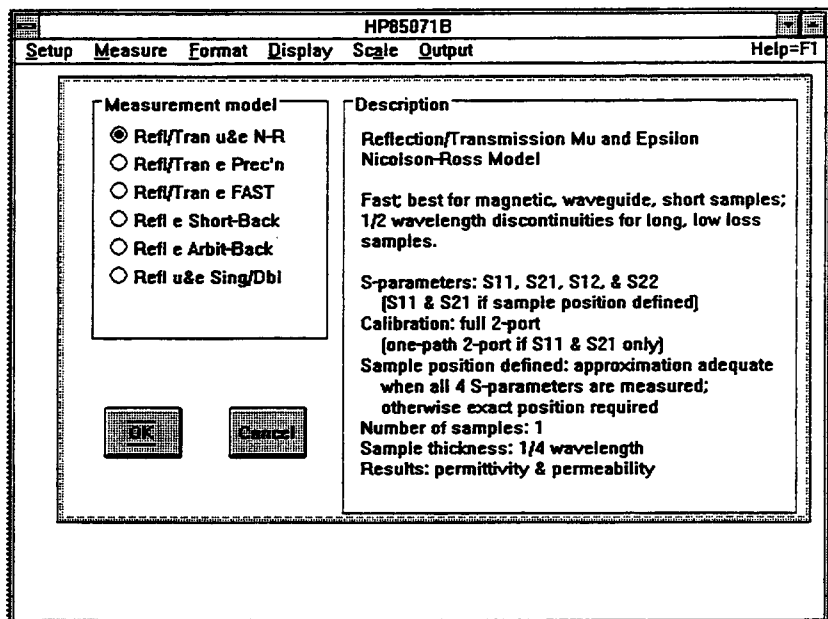 HP85071B
Setup Measure Format Display Scale Output Help=F1
Measurement model
Refl/Tran u&e N-R
Refl/Tran e Prec'n
Refl/Tran e FAST
Refl e Short-Back
Refl e Arbit-Back
Refl u&e Sing/Dbl
OK
Cancel
Description
Reflection/Transmission Mu and Epsilon
Nicolson-Ross Model
Fast; best for magnetic, waveguide, short samples;
1/2 wavelength discontinuities for long, low loss
samples.
S-parameters: S11, S21, S12, & S22
(S11 & S21 if sample position defined)
Calibration: full 2-port
(one-path 2-port if S11 & S21 only)
Sample position defined: approximation adequate
when all 4 S-parameters are measured;
otherwise exact position required
Number of samples: 1
Sample thickness: 1/4 wavelength
Results: permittivity & permeability